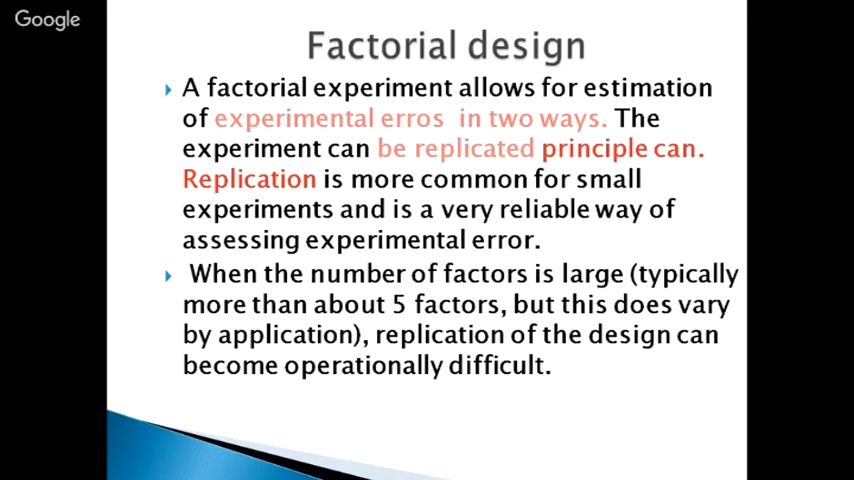 Google
Factorial design
A factorial experiment allows for estimation
of experimental erros in two ways. The
experiment can be replicated principle can.
Replication is more common for small
experiments and is a very reliable way of
assessing experimental error.
When the number of factors is large (typically
more than about 5 factors, but this does vary
by application), replication of the design can
become operationally difficult.